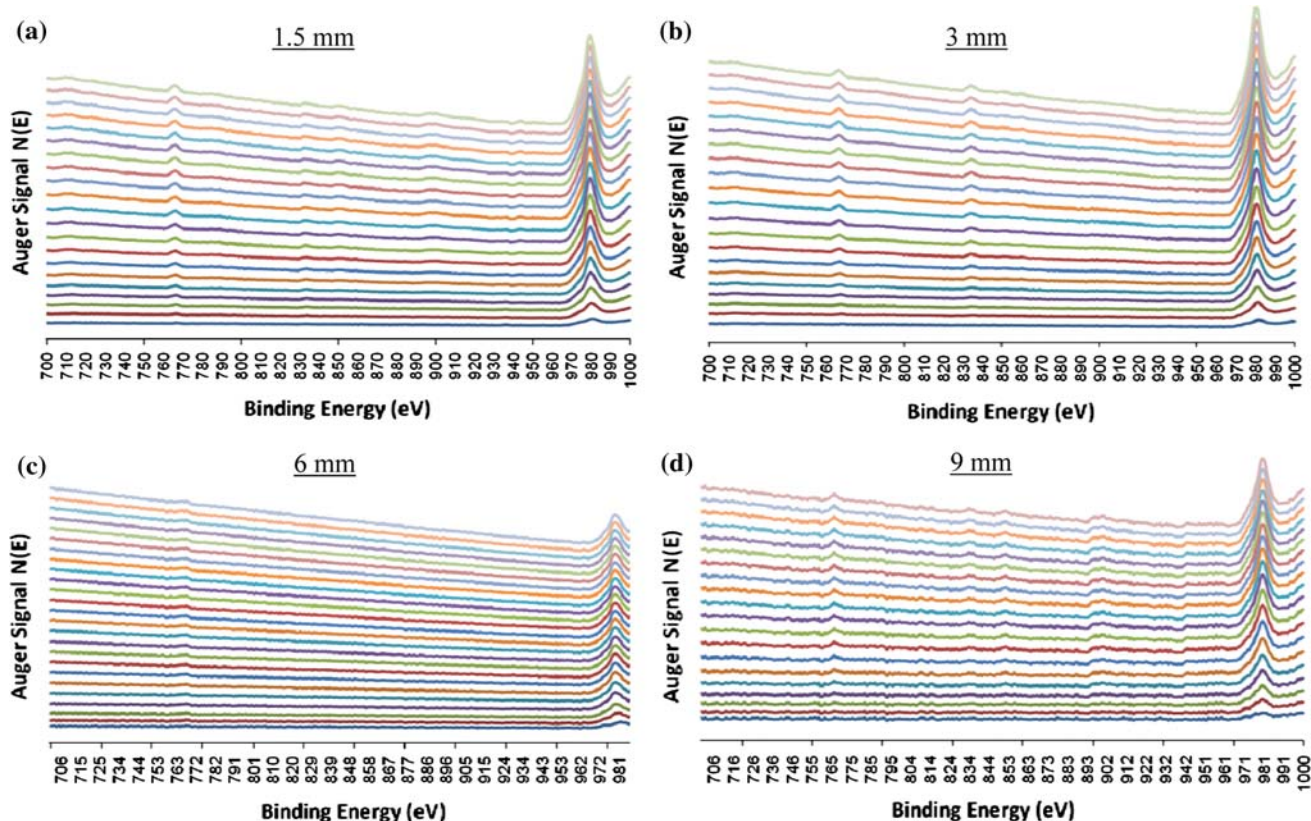 (a)
1.5 mm
Auger Signal N(E)
700 710 720 730 740 750 760 770 780 790 800 810 820 830 840 850 860 870 880 890 900 910 920 930 940 950 960 970 980 990 1000
Binding Energy (eV)
(b)
3 mm
Auger Signal N(E)
700 710 720 730 740 750 760 770 780 790 800 810 820 830 840 850 860 870 880 890 900 910 920 930 940 950 960 970 980 990 1000
Binding Energy (eV)
(c)
6 mm
Auger Signal N(E)
706 715 725 734 744 753 763 772 782 791 801 810 820 829 839 848 858 867 877 886 896 905 915 924 934 943 953 962 972 981
Binding Energy (eV)
(d)
9 mm
Auger Signal N(E)
706 716 726 736 746 755 765 775 785 795 804 814 824 834 844 853 863 873 883 893 902 912 922 932 942 951 961 971 981 991 1000
Binding Energy (eV)